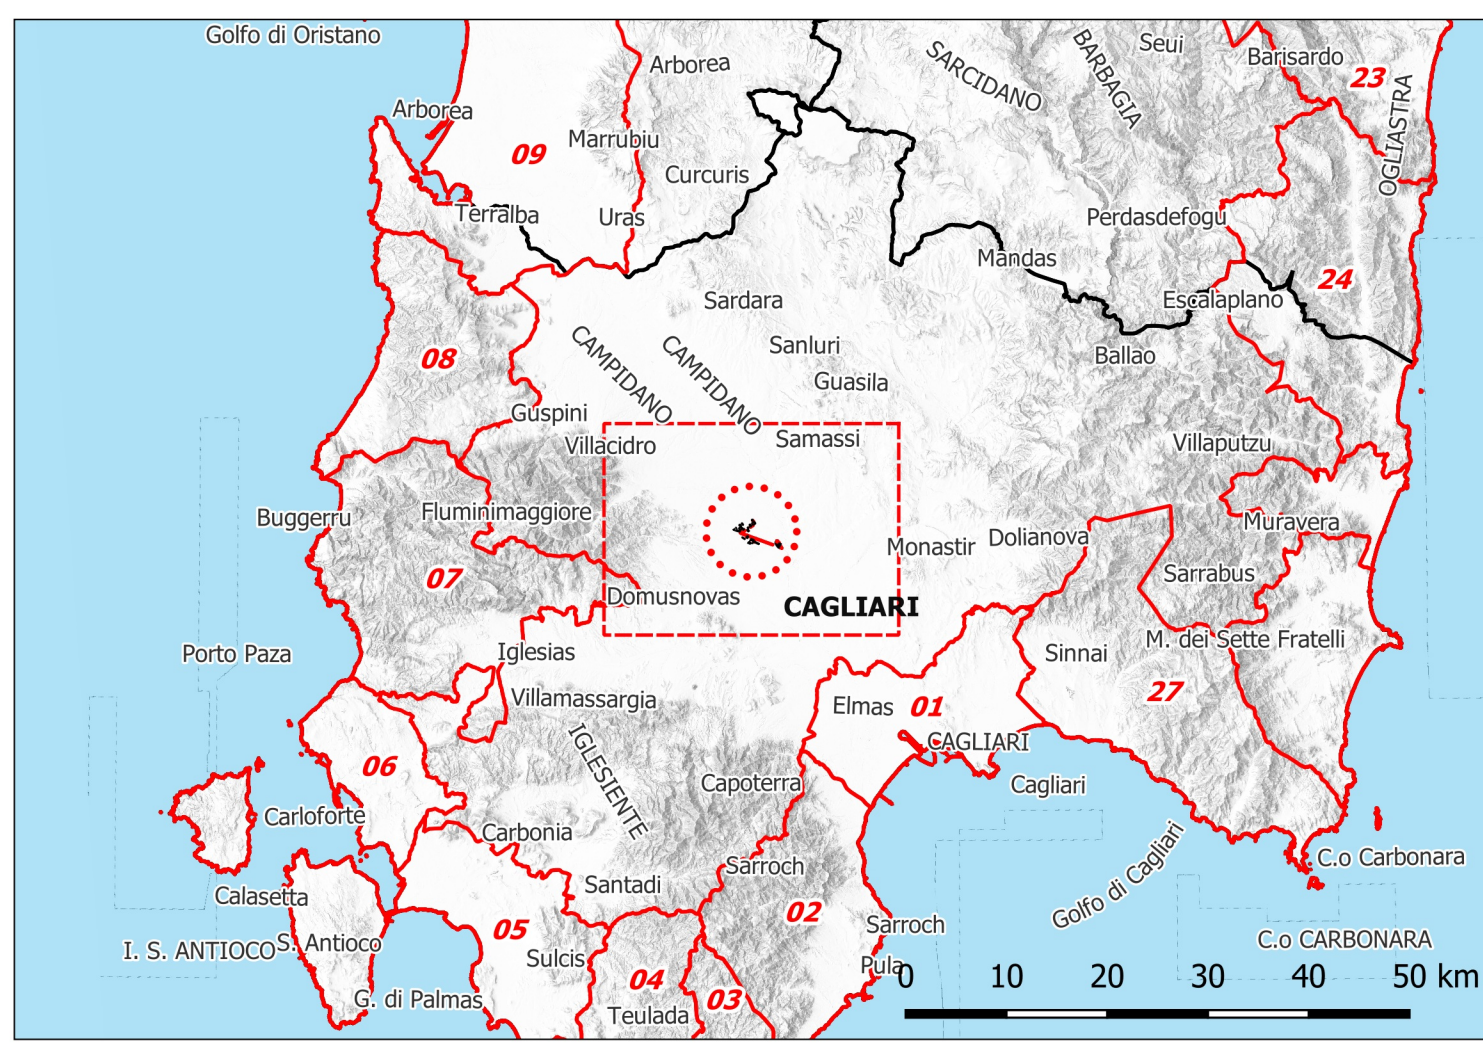 Golfo di Oristano
Seui
SARCIDANO
BARBAGIA
Barisardo
Arborea
23
OGLIASTRA
Arborea
Marrubiu
09
Curcuris
Terralba
Uras
Perdasdefogu
Mandas
24
Sardara
Escalaplano
Sanluri
CAMPIDANO
CAMPIDANO
08
Ballao
Guasila
Guspini
Villacidro
Samassi
Villaputzu
Buggerru
Fluminimaggiore
Muravera
Dolianova
Monastir
07
Sarrabus
Domusnovas
CAGLIARI
M. dei Sette Fratelli
Porto Paza
Iglesias
Sinnai
27
Villamassargia
Elmas
01
CAGLIARI
IGLESIENTE
06
Capoterra
Cagliari
Carloforte
Carbonia
Golfo di Cagliari
C.o Carbonara
Sarroch
Santadi
Calasetta
02
05
Sarroch
I. S. ANTIOCO
S. Antioco
C.o CARBONARA
Sulcis
Pula
04
03
G. di Palmas
Teulada
0 10 20 30 40 50 km